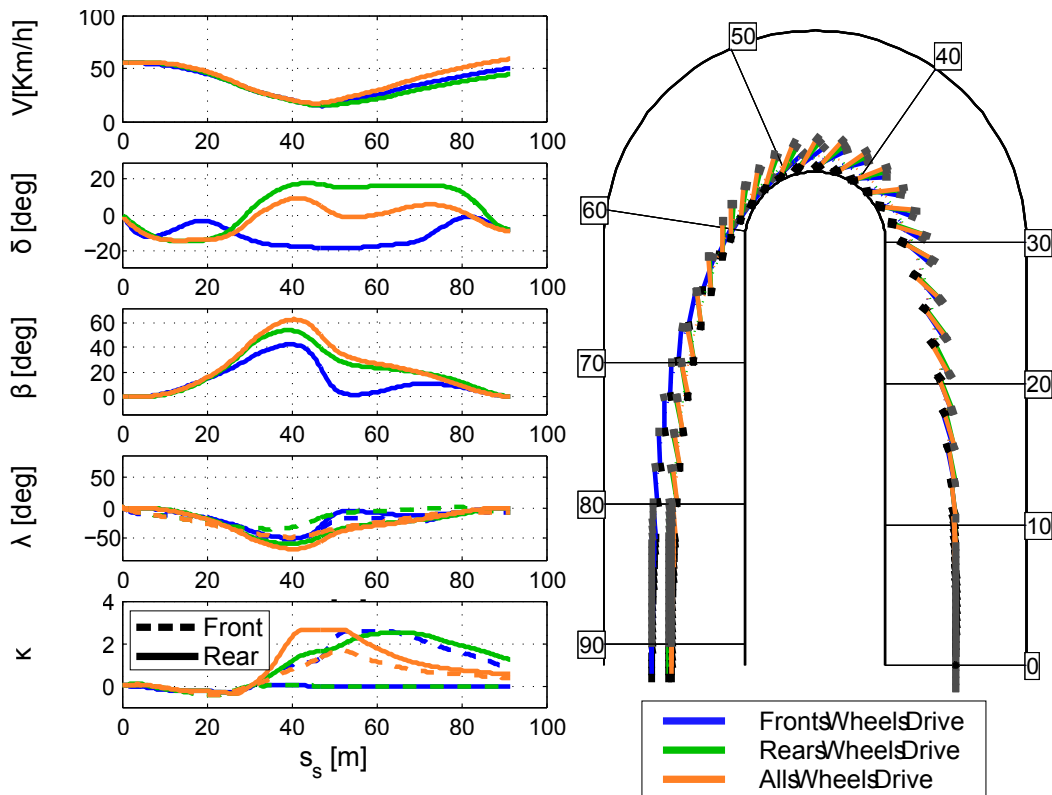 100
50
0
V[Km/h]
0 20 40 60 80 100
20
0
−20
δ [deg]
0 20 40 60 80 100
60
40
20
0
β [deg]
0 20 40 60 80 100
50
0
−50
λ [deg]
0 20 40 60 80 100
4
2
0
κ
Front
Rear
0 20 40 60 80 100
s_s [m]
50
40
60
30
70
20
80
10
90
0
FrontsWheelsDrive
RearsWheelsDrive
AllsWheelsDrive